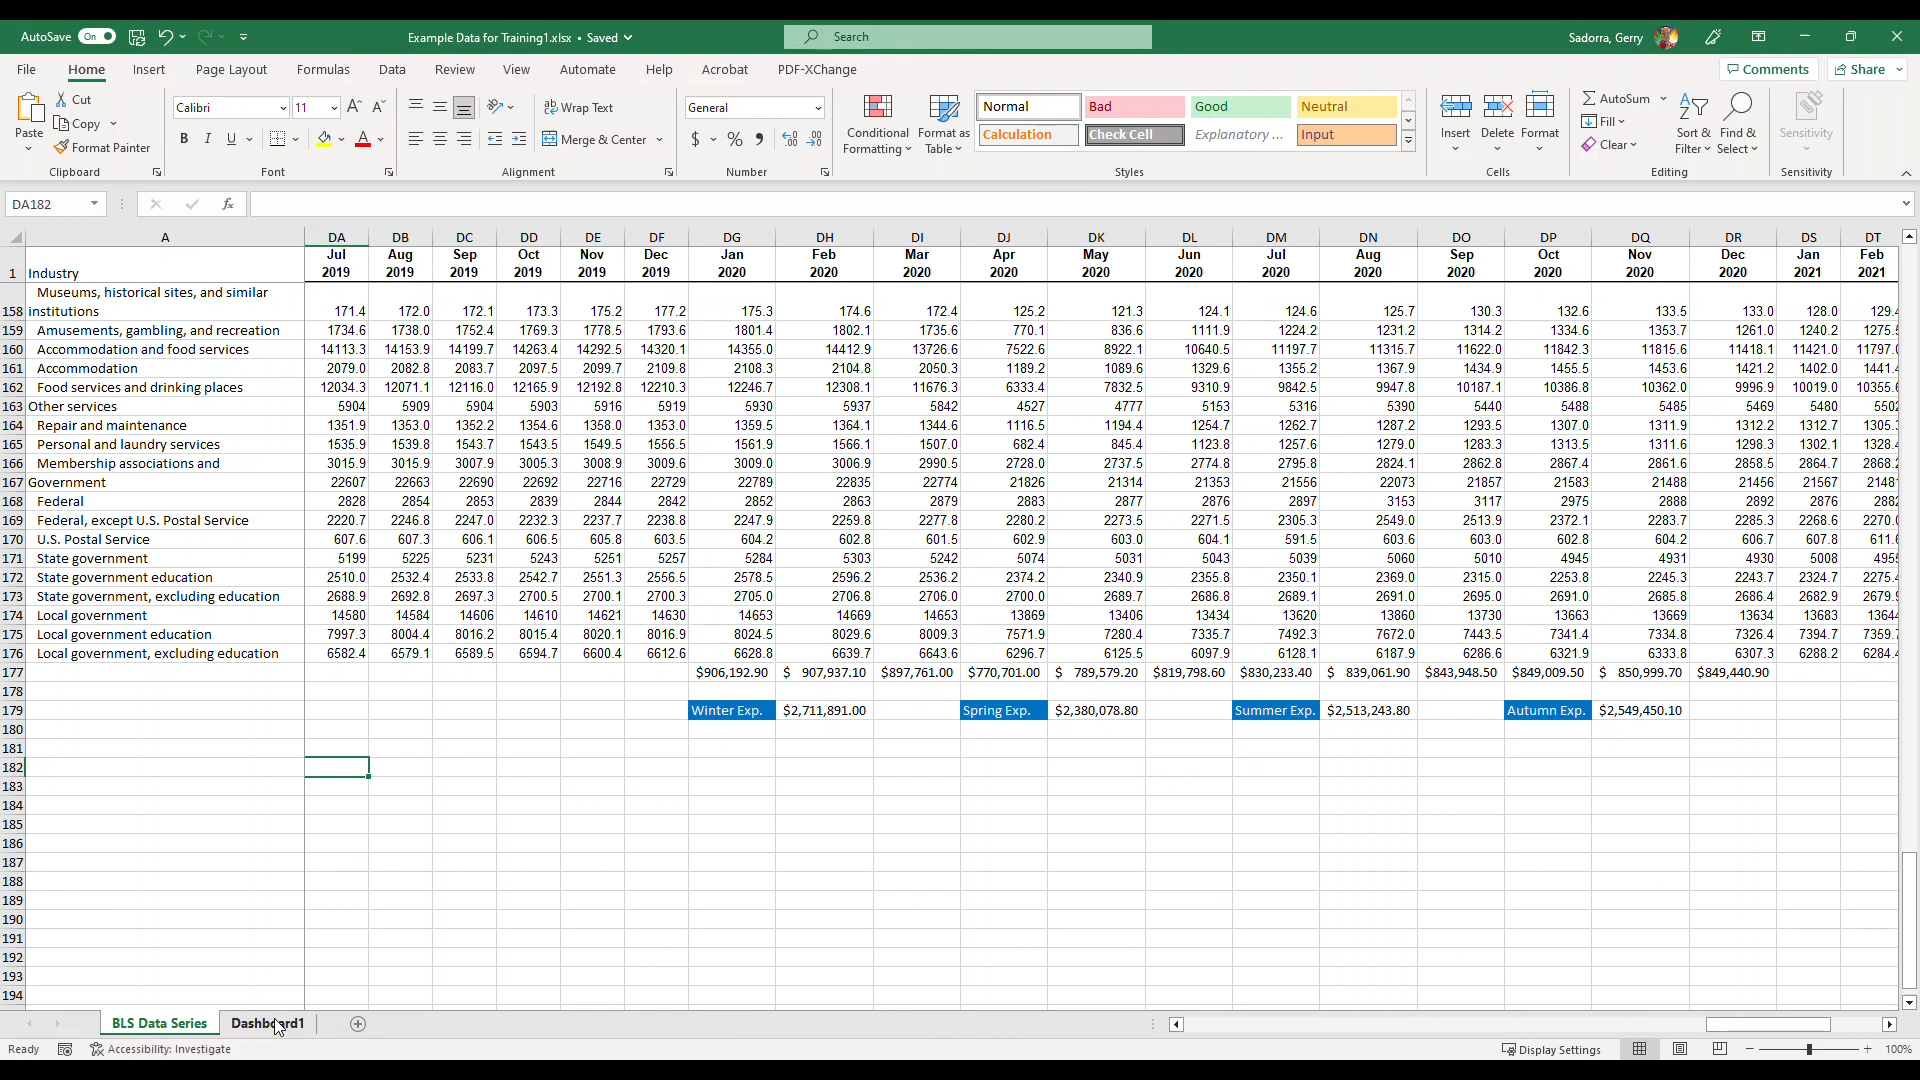 AutoSave On Example Data for Training1.xlsx • Saved Search Sadorra, Gerry
File Home Insert Page Layout Formulas Data Review View Automate Help Acrobat PDF-XChange Comments Share
Paste Cut Copy Format Painter Clipboard
Calibri 11 B I U Font
Wrap Text Merge & Center Alignment
General $ % Number
Conditional Formatting Format as Table
Normal Bad Good Neutral
Calculation Check Cell Explanatory ... Input
Styles
Insert Delete Format Cells
AutoSum Fill Clear Sort & Filter Find & Select Editing
Sensitivity Sensitivity
DA182 fx
A DA DB DC DD DE DF DG DH DI DJ DK DL DM DN DO DP DQ DR DS DT
Jul Aug Sep Oct Nov Dec Jan Feb Mar Apr May Jun Jul Aug Sep Oct Nov Dec Jan Feb
1 Industry 2019 2019 2019 2019 2019 2019 2020 2020 2020 2020 2020 2020 2020 2020 2020 2020 2020 2020 2021 2021
Museums, historical sites, and similar
158 institutions 171.4 172.0 172.1 173.3 175.2 177.2 175.3 174.6 172.4 125.2 121.3 124.1 124.6 125.7 130.3 132.6 133.5 133.0 128.0 129.4
159 Amusements, gambling, and recreation 1734.6 1738.0 1752.4 1769.3 1778.5 1793.6 1801.4 1802.1 1735.6 770.1 836.6 1111.9 1224.2 1231.2 1314.2 1334.6 1353.7 1261.0 1240.2 1275.5
160 Accommodation and food services 14113.3 14153.9 14199.7 14263.4 14292.5 14320.1 14355.0 14412.9 13726.6 7522.6 8922.1 10640.5 11197.7 11315.7 11622.0 11842.3 11815.6 11418.1 11421.0 11797.0
161 Accommodation 2079.0 2082.8 2083.7 2097.5 2099.7 2109.8 2108.3 2104.8 2050.3 1189.2 1089.6 1329.6 1355.2 1367.9 1434.9 1455.5 1453.6 1421.2 1402.0 1441.4
162 Food services and drinking places 12034.3 12071.1 12116.0 12165.9 12192.8 12210.3 12246.7 12308.1 11676.3 6333.4 7832.5 9310.9 9842.5 9947.8 10187.1 10386.8 10362.0 9996.9 10019.0 10355.6
163 Other services 5904 5909 5904 5903 5916 5919 5930 5937 5842 4527 4777 5153 5316 5390 5440 5488 5485 5469 5480 5502
164 Repair and maintenance 1351.9 1353.0 1352.2 1354.6 1358.0 1353.0 1359.5 1364.1 1344.6 1116.5 1194.4 1254.7 1262.7 1287.2 1293.5 1307.0 1311.9 1312.2 1312.7 1305.3
165 Personal and laundry services 1535.9 1539.8 1543.7 1543.5 1549.5 1556.5 1561.9 1566.1 1507.0 682.4 845.4 1123.8 1257.6 1279.0 1283.3 1313.5 1311.6 1298.3 1302.1 1328.4
166 Membership associations and 3015.9 3015.9 3007.9 3005.3 3008.9 3009.6 3009.0 3006.9 2990.5 2728.0 2737.5 2774.8 2795.8 2824.1 2862.8 2867.4 2861.6 2858.5 2864.7 2868.2
167 Government 22607 22663 22690 22692 22716 22729 22789 22835 22774 21826 21314 21353 21556 22073 21857 21583 21488 21456 21567 21481
168 Federal 2828 2854 2853 2839 2844 2842 2852 2863 2879 2883 2877 2876 2897 3153 3117 2975 2888 2892 2876 2882
169 Federal, except U.S. Postal Service 2220.7 2246.8 2247.0 2232.3 2237.7 2238.8 2247.9 2259.8 2277.8 2280.2 2273.5 2271.5 2305.3 2549.0 2513.9 2372.1 2283.7 2285.3 2268.6 2270.0
170 U.S. Postal Service 607.6 607.3 606.1 606.5 605.8 603.5 604.2 602.8 601.5 602.9 603.0 604.1 591.5 603.6 603.0 602.8 604.2 606.7 607.8 611.6
171 State government 5199 5225 5231 5243 5251 5257 5284 5303 5242 5074 5031 5043 5039 5060 5010 4945 4931 4930 5008 4955
172 State government education 2510.0 2532.4 2533.8 2542.7 2551.3 2556.5 2578.5 2596.2 2536.2 2374.2 2340.9 2355.8 2350.1 2369.0 2315.0 2253.8 2245.3 2243.7 2324.7 2275.4
173 State government, excluding education 2688.9 2692.8 2697.3 2700.5 2700.1 2700.3 2705.0 2706.8 2706.0 2700.0 2689.7 2686.8 2689.1 2691.0 2695.0 2691.0 2685.8 2686.4 2682.9 2679.9
174 Local government 14580 14584 14606 14610 14621 14630 14653 14669 14653 13869 13406 13434 13620 13860 13730 13663 13669 13634 13683 13644
175 Local government education 7997.3 8004.4 8016.2 8015.4 8020.1 8016.9 8024.5 8029.6 8009.3 7571.9 7280.4 7335.7 7492.3 7672.0 7443.5 7341.4 7334.8 7326.4 7394.7 7359.7
176 Local government, excluding education 6582.4 6579.1 6589.5 6594.7 6600.4 6612.6 6628.8 6639.7 6643.6 6296.7 6125.5 6097.9 6128.1 6187.9 6286.6 6321.9 6333.8 6307.3 6288.2 6284.4
177 $906,192.90 $ 907,937.10 $897,761.00 $770,701.00 $ 789,579.20 $819,798.60 $830,233.40 $ 839,061.90 $843,948.50 $849,009.50 $ 850,999.70 $849,440.90
178
179 Winter Exp. $2,711,891.00 Spring Exp. $2,380,078.80 Summer Exp. $2,513,243.80 Autumn Exp. $2,549,450.10
180
181
182
183
184
185
186
187
188
189
190
191
192
193
194
BLS Data Series Dashboard1
Ready Accessibility: Investigate Display Settings 100%